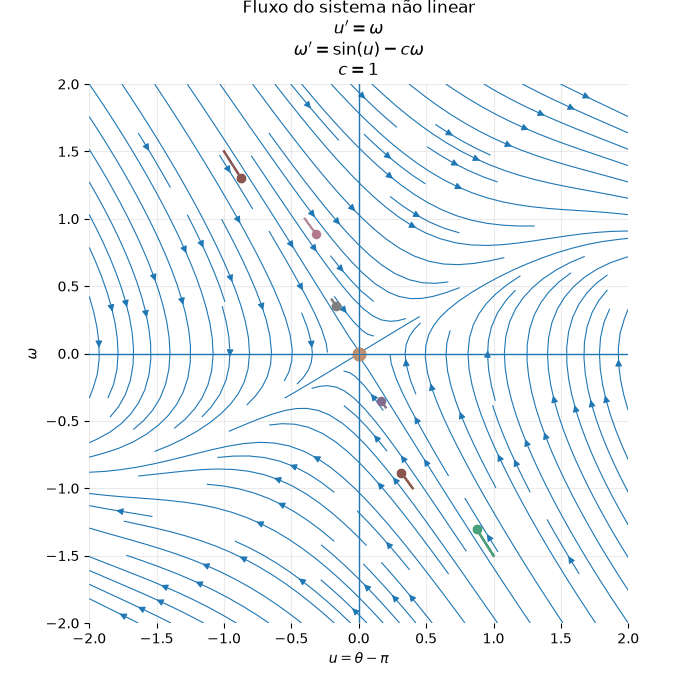 Fluxo do sistema não linear
u′ = ω
ω′ = sin(u) − cω
c = 1
2.0
1.5
1.0
0.5
0.0
−0.5
−1.0
−1.5
−2.0
ω
−2.0 −1.5 −1.0 −0.5 0.0 0.5 1.0 1.5 2.0
u = θ − π